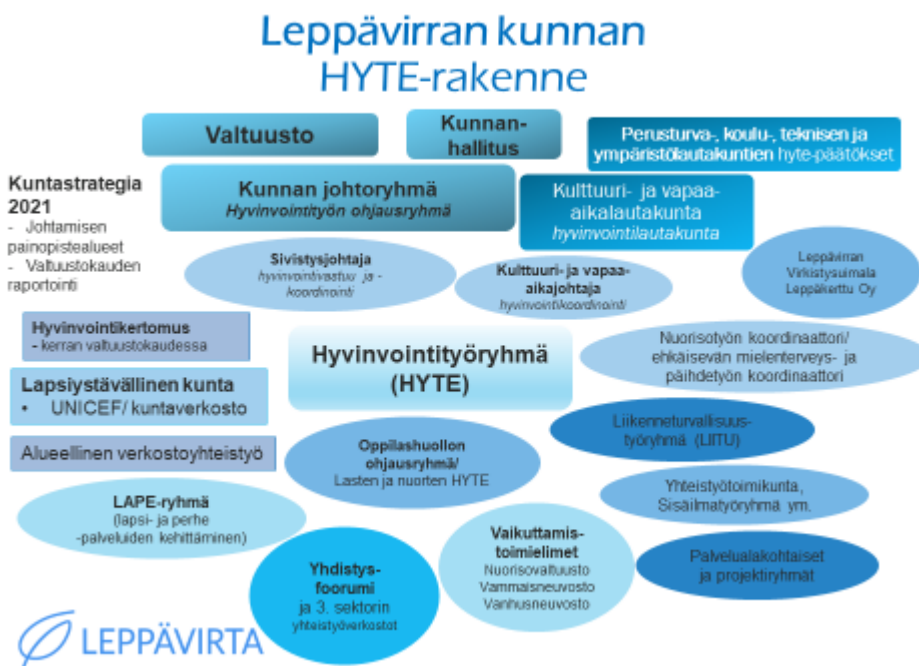 Leppävirran kunnan
HYTE-rakenne
Valtuusto
Kunnan-
hallitus
Perusturva-, koulu-, teknisen ja
ympäristölautakuntien hyte-päätökset
Kuntastrategia
2021
- Johtamisen
painopistealueet
- Valtuustokauden
raportointi
Kunnan johtoryhmä
Hyvinvointityön ohjausryhmä
Kulttuuri- ja vapaa-
aikalautakunta
hyvinvointilautakunta
Sivistysjohtaja
hyvinvointivastuu ja -
koordinointi
Kulttuuri- ja vapaa-
aikajohtaja
hyvinvointikoordinointi
Leppävirran
Virkistysuimala
Leppäkerttu Oy
Hyvinvointikertomus
- kerran valtuustokaudessa
Hyvinvointityöryhmä
(HYTE)
Nuorisotyön koordinaattori/
ehkäisevän mielenterveys- ja
päihdetyön koordinaattori
Lapsiystävällinen kunta
• UNICEF/ kuntaverkosto
Liikenneturvallisuus-
työryhmä (LIITU)
Alueellinen verkostoyhteistyö
Oppilashuollon
ohjausryhmä/
Lasten ja nuorten HYTE
Yhteistyötoimikunta,
Sisäilmatyöryhmä ym.
LAPE-ryhmä
(lapsi- ja perhe
-palveluiden kehittäminen)
Yhdistys-
foorumi
ja 3. sektorin
yhteistyöverkostot
Vaikuttamis-
toimielimet
Nuorisovaltuusto
Vammaisneuvosto
Vanhusneuvosto
Palvelualakohtaiset
ja projektiryhmät
LEPPÄVIRTA